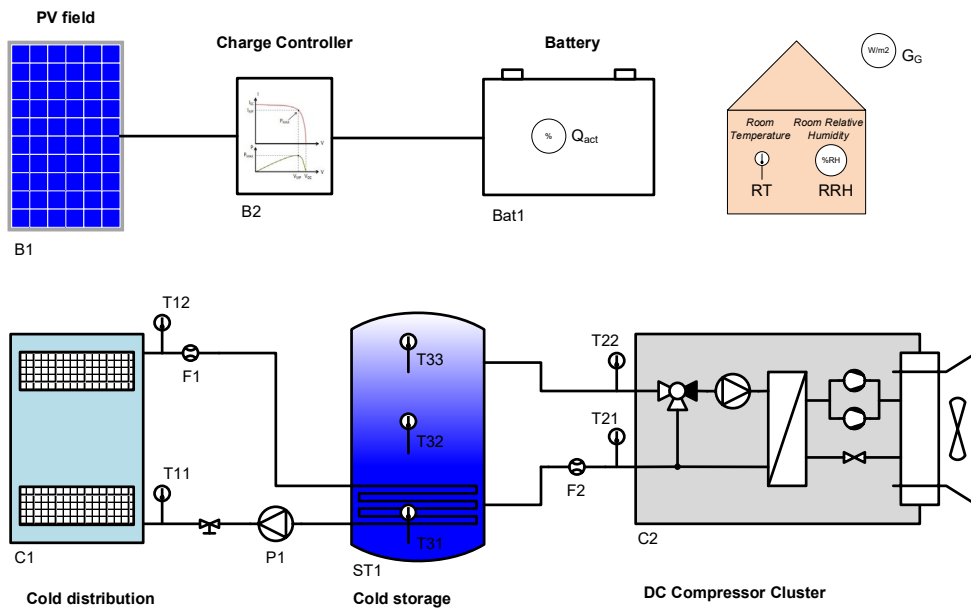 PV field
Charge Controller
Battery
W/m2
G_G
I
V
P
V
%
Q_act
Room
Temperature
Room Relative
Humidity
%RH
RT
RRH
B1
B2
Bat1
T12
F1
T33
T22
T32
T21
T11
F2
P1
T31
C1
ST1
C2
Cold distribution
Cold storage
DC Compressor Cluster